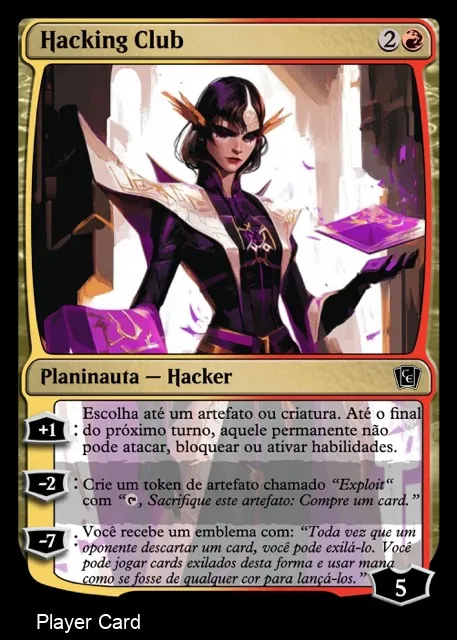 Hacking Club
2
Planinauta — Hacker
CE
+1 : Escolha até um artefato ou criatura. Até o final
do próximo turno, aquele permanente não
pode atacar, bloquear ou ativar habilidades.
-2 : Crie um token de artefato chamado “Exploit“
com “, Sacrifique este artefato: Compre um card.”
-7 : Você recebe um emblema com: “Toda vez que um
oponente descartar um card, você pode exilá-lo. Você
pode jogar cards exilados desta forma e usar mana
como se fosse de qualquer cor para lançá-los.”
5
Player Card